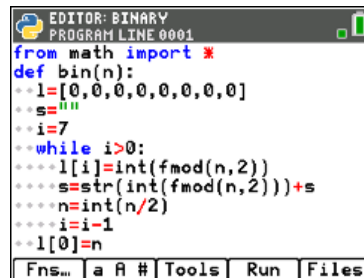 EDITOR: BINARY
PROGRAM LINE 0001
from math import *
def bin(n):
l=[0,0,0,0,0,0,0,0]
s=""
i=7
while i>0:
l[i]=int(fmod(n,2))
s=str(int(fmod(n,2)))+s
n=int(n/2)
i=i-1
l[0]=n
Fns… a A # Tools Run Files